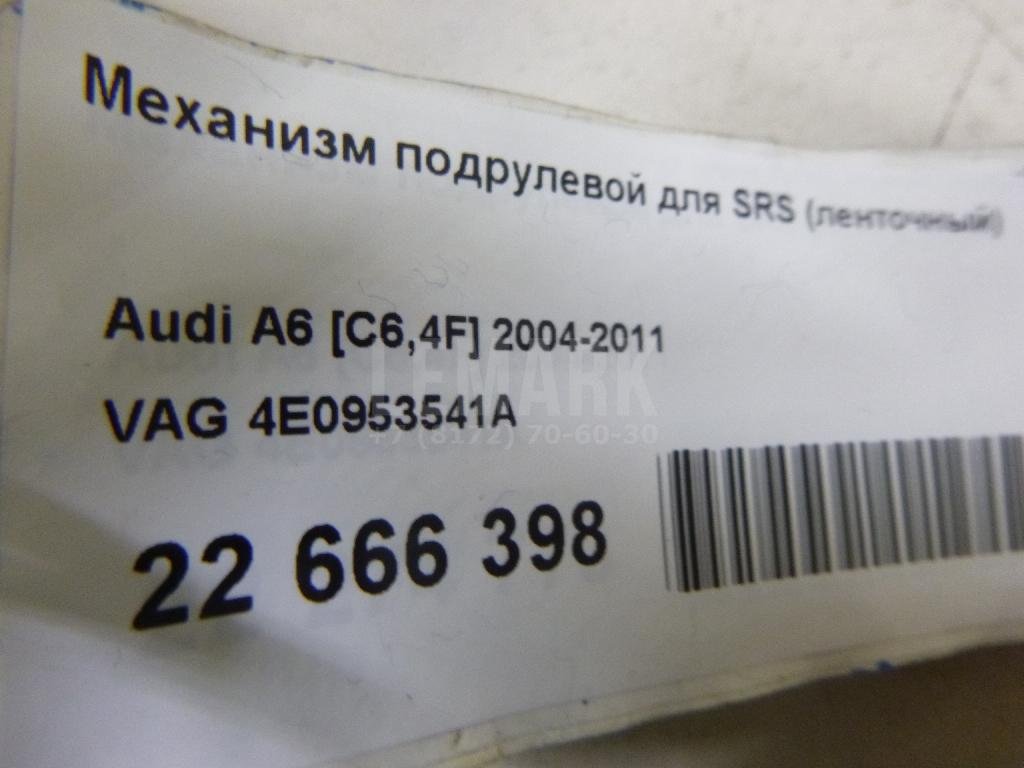 Механизм подрулевой для SRS (ленточный)
Audi A6 [C6,4F] 2004-2011
LEMARK
VAG 4E0953541A
+7 (8172) 70-60-30
22 666 398